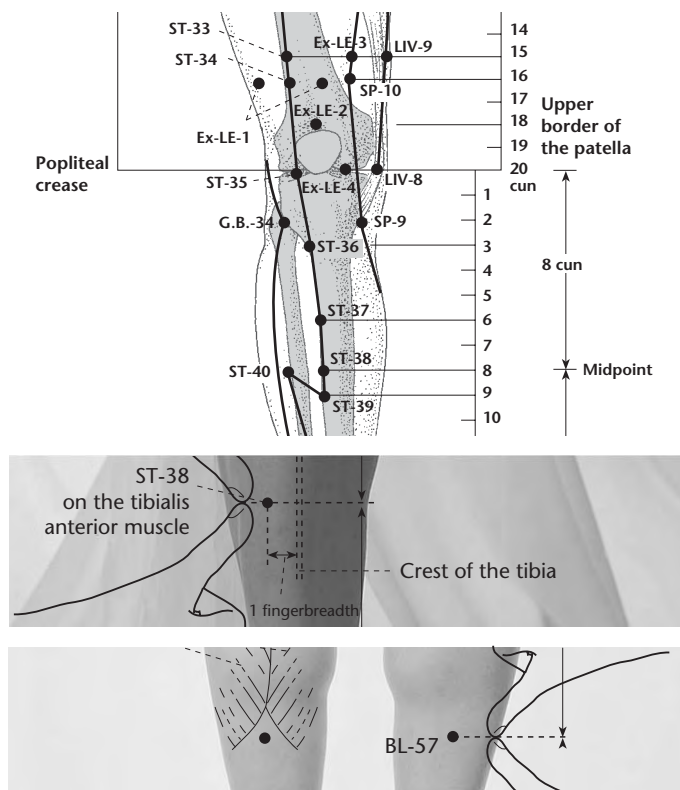 ST-33
ST-34
Ex-LE-3
LIV-9
SP-10
Ex-LE-2
Ex-LE-1
Popliteal
crease
ST-35
Ex-LE-4
LIV-8
G.B.-34
SP-9
ST-36
ST-37
ST-38
ST-40
ST-39
14
15
16
17
18
19
20
cun
1
2
3
4
5
6
7
8
9
10
Upper
border of
the patella
8 cun
Midpoint
ST-38
on the tibialis
anterior muscle
Crest of the tibia
1 fingerbreadth
BL-57